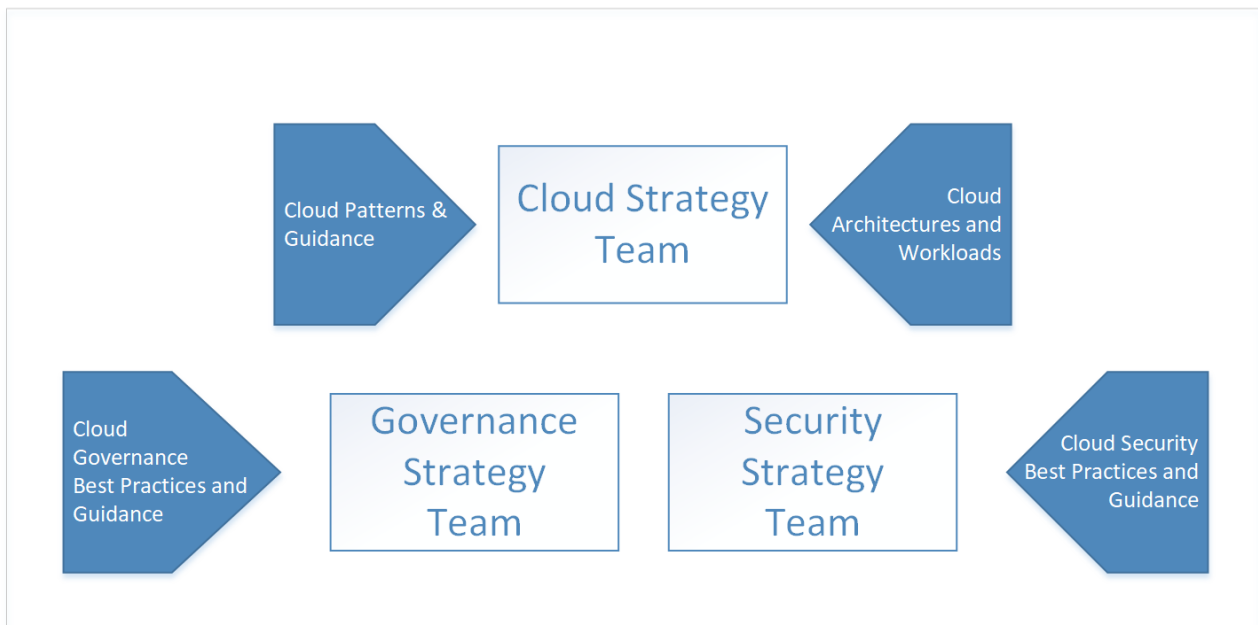 Cloud Patterns &
Guidance
Cloud Strategy
Team
Cloud
Architectures and
Workloads
Cloud
Governance
Best Practices and
Guidance
Governance
Strategy
Team
Security
Strategy
Team
Cloud Security
Best Practices and
Guidance